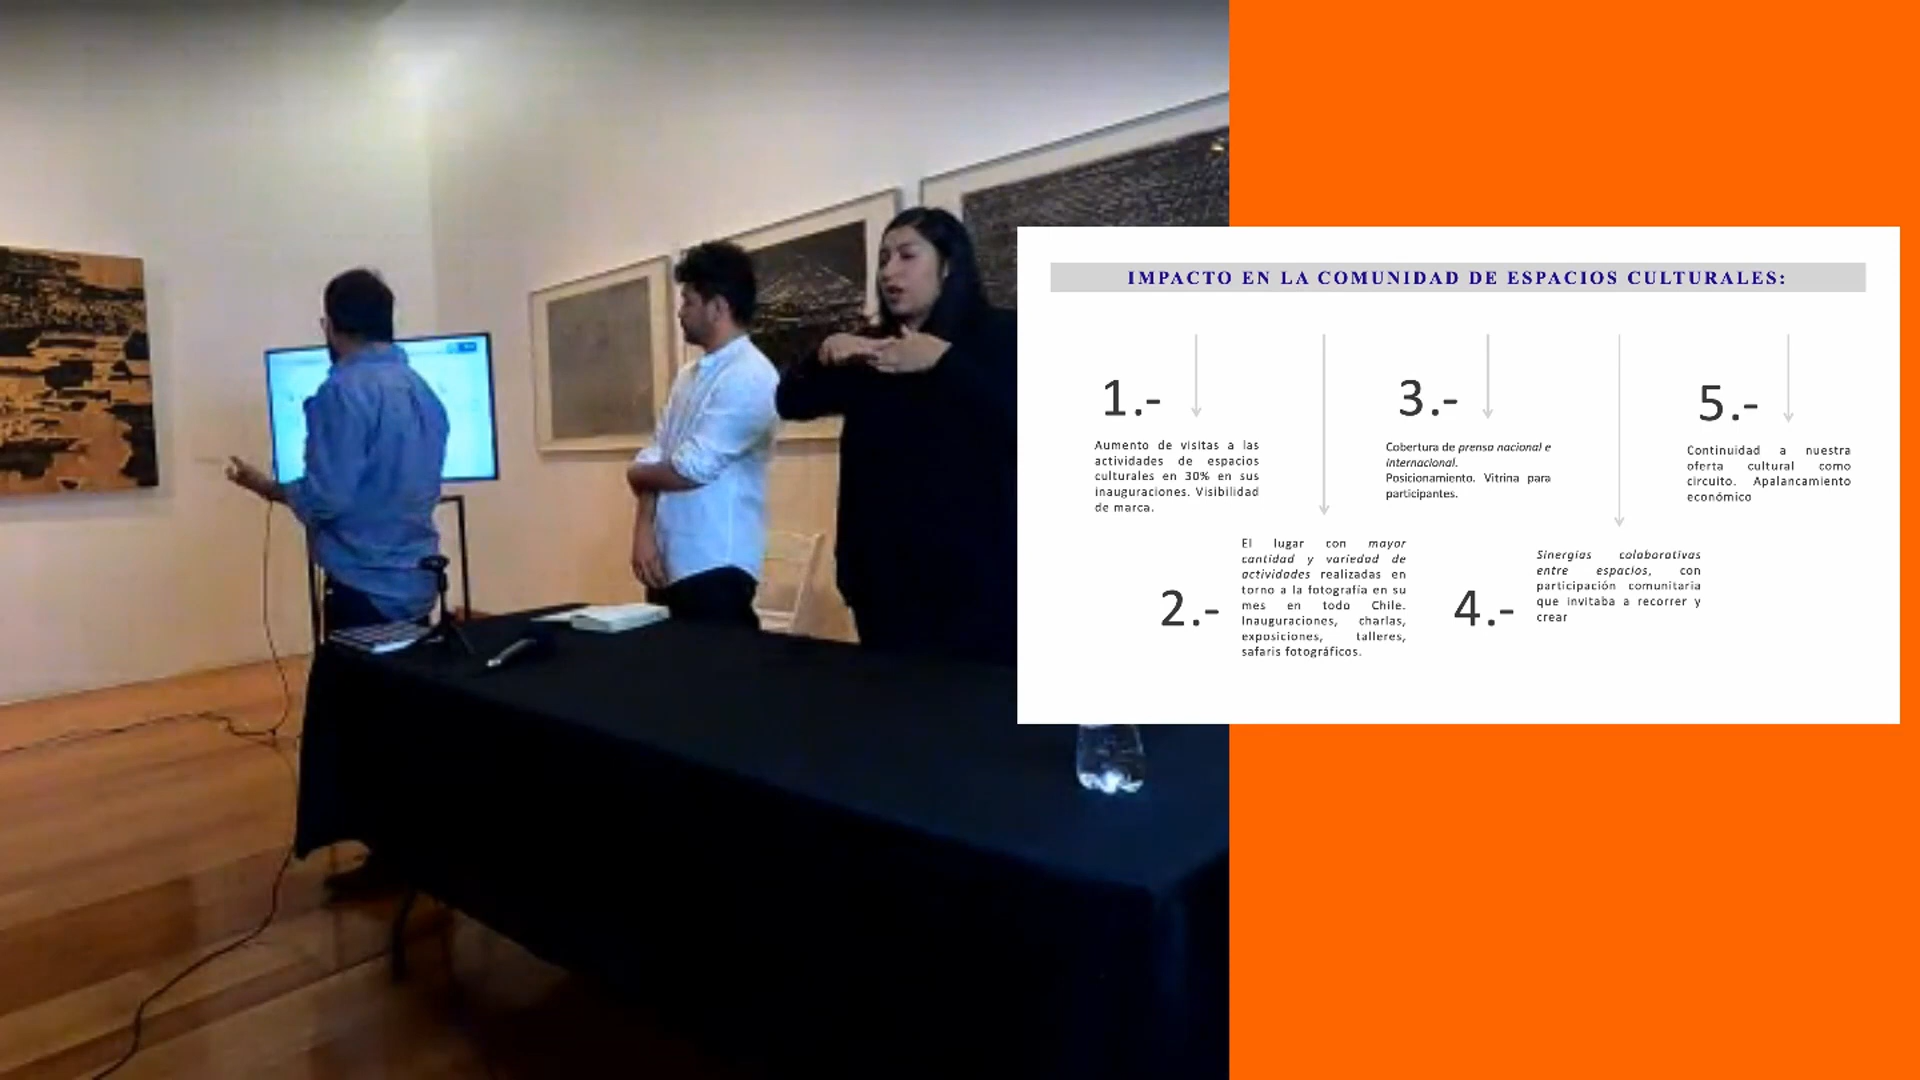 IMPACTO EN LA COMUNIDAD DE ESPACIOS CULTURALES:
1.-
Aumento de visitas a las
actividades de espacios
culturales en 30% en sus
inauguraciones. Visibilidad
de marca.
2.-
El lugar con mayor
cantidad y variedad de
actividades realizadas en
torno a la fotografía en su
mes en todo Chile.
Inauguraciones, charlas,
exposiciones, talleres,
safaris fotográficos.
3.-
Cobertura de prensa nacional e
internacional.
Posicionamiento. Vitrina para
participantes.
4.-
Sinergias colaborativas
entre espacios, con
participación comunitaria
que invitaba a recorrer y
crear
5.-
Continuidad a nuestra
oferta cultural como
circuito. Apalancamiento
económico